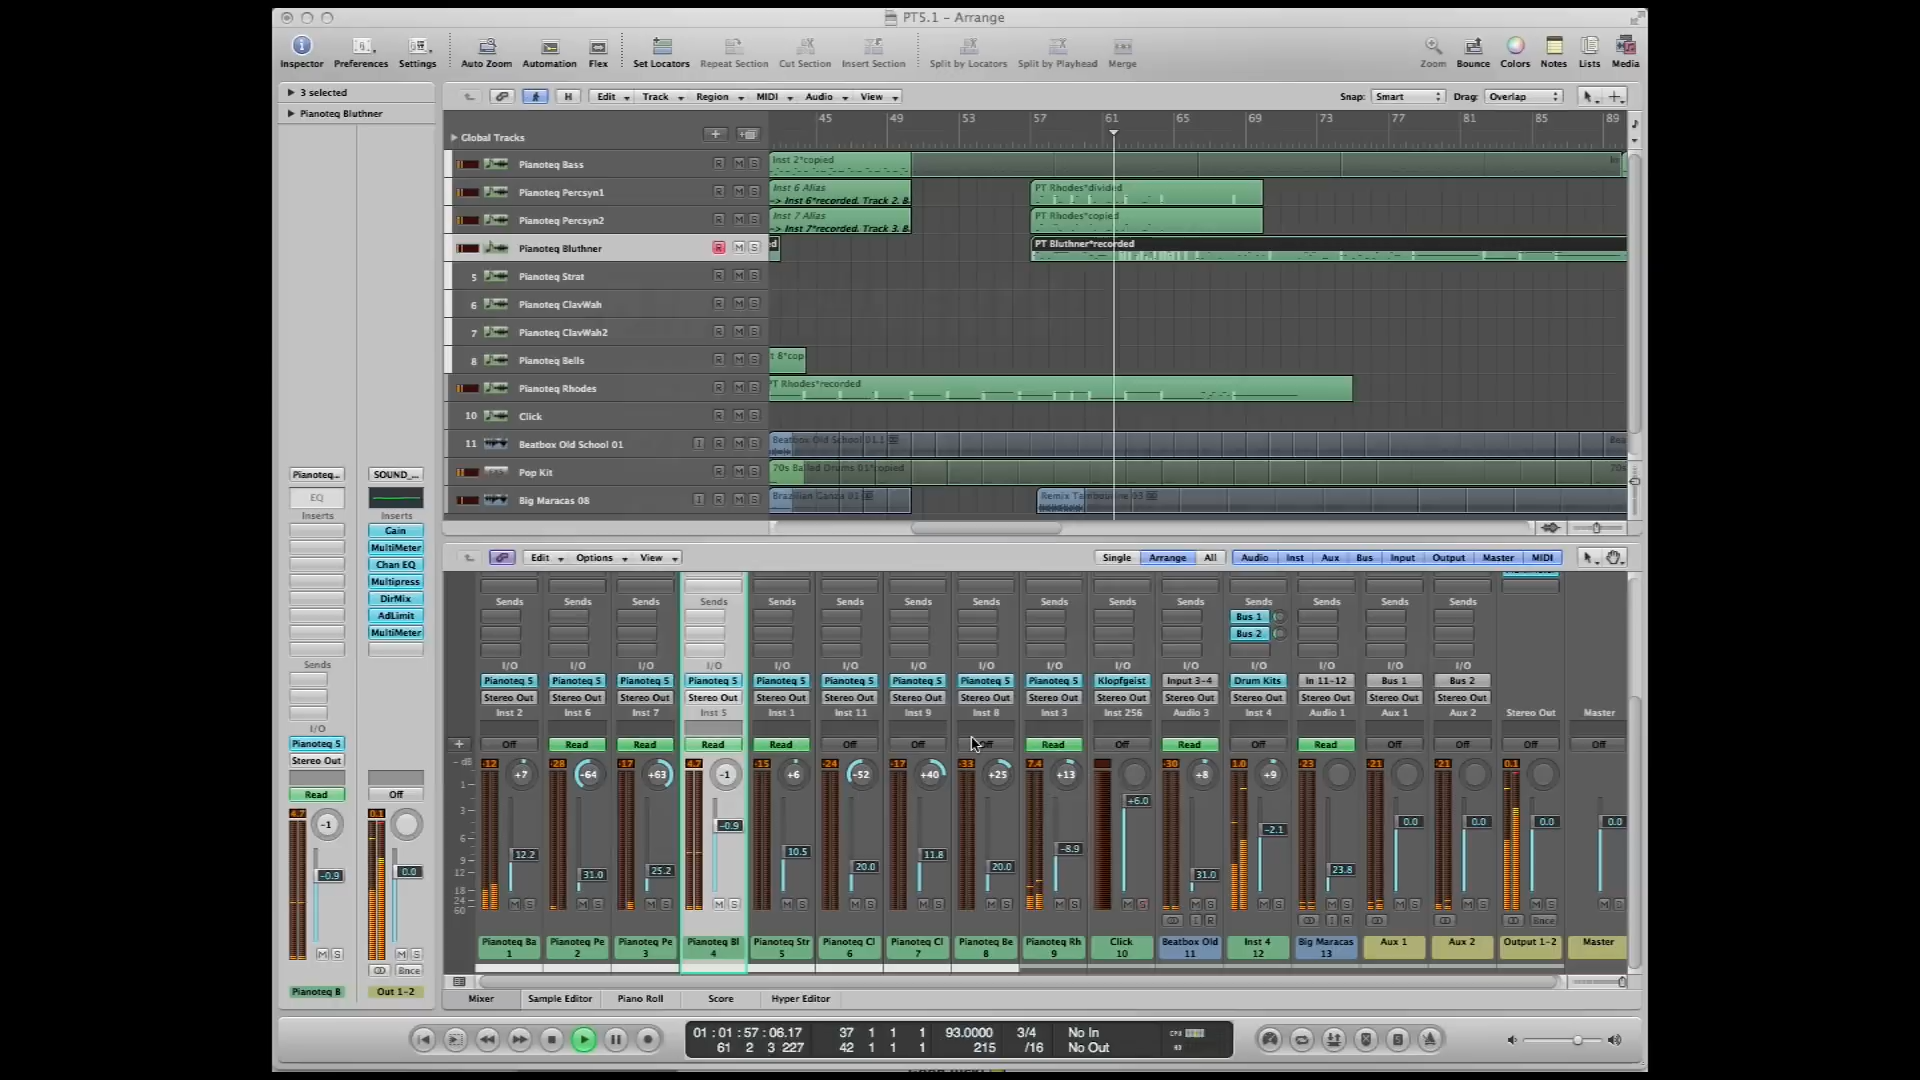 PT5.1 - Arrange
Inspector Preferences Settings Auto Zoom Automation Flex Set Locators Repeat Section Cut Section Insert Section Split by Locators Split by Playhead Merge Zoom Bounce Colors Notes Lists Media
3 selected
Pianoteq Bluthner
H Edit Track Region MIDI Audio View Snap: Smart Drag: Overlap
45 49 53 57 61 65 69 73 77 81 85 89
Global Tracks
Pianoteq Bass R M S Inst 2*copied
Pianoteq Percsyn1 R M S Inst 6 Alias PT Rhodes*divided
-> Inst 6*recorded. Track 2. B.
Pianoteq Percsyn2 R M S Inst 7 Alias PT Rhodes*copied
-> Inst 7*recorded. Track 3. B.
Pianoteq Bluthner R M S d PT Bluthner*recorded
5 Pianoteq Strat R M S
6 Pianoteq ClavWah R M S
7 Pianoteq ClavWah2 R M S
8 Pianoteq Bells R M S t 8*cop
Pianoteq Rhodes R M S PT Rhodes*recorded
10 Click R M S
11 Beatbox Old School 01 I R M S Beatbox Old School 01.1 Bea
Pop Kit R M S 70s Ballad Drums 01*copied 70s
Big Maracas 08 I R M S Brazilian Ganza 01 Remix Tambourine 03
Pianoteq... SOUND_...
EQ
Inserts Inserts
Gain
MultiMeter
Chan EQ
Multipress
DirMix
AdLimit
MultiMeter
Sends
I/O
Pianoteq 5
Stereo Out
Read Off
4.7 0.1
-1
-0.9 0.0
M S M S
Bnce
Pianoteq B Out 1-2
Edit Options View Single Arrange All Audio Inst Aux Bus Input Output Master MIDI
Sends Sends Sends Sends Sends Sends Sends Sends Sends Sends Sends Sends Sends Sends Sends
Bus 1
Bus 2
I/O I/O I/O I/O I/O I/O I/O I/O I/O I/O I/O I/O I/O I/O I/O
Pianoteq 5 Pianoteq 5 Pianoteq 5 Pianoteq 5 Pianoteq 5 Pianoteq 5 Pianoteq 5 Pianoteq 5 Pianoteq 5 Klopfgeist Input 3-4 Drum Kits In 11-12 Bus 1 Bus 2
Stereo Out Stereo Out Stereo Out Stereo Out Stereo Out Stereo Out Stereo Out Stereo Out Stereo Out Stereo Out Stereo Out Stereo Out Stereo Out Stereo Out Stereo Out
Inst 2 Inst 6 Inst 7 Inst 5 Inst 1 Inst 11 Inst 9 Inst 8 Inst 3 Inst 256 Audio 3 Inst 4 Audio 1 Aux 1 Aux 2 Stereo Out Master
Off Read Read Read Read Off Off Off Read Off Read Off Read Off Off Off Off
- dB -12 -28 -17 4.7 -15 -24 -17 -33 7.4 -30 1.0 -23 -21 -21 0.1
+7 -64 +63 -1 +6 -52 +40 +25 +13 +8 +9
1
3
6
9
12
18
24
60
12.2 31.0 25.2 -0.9 10.5 20.0 11.8 20.0 -8.9 +6.0 31.0 -2.1 23.8 0.0 0.0 0.0 0.0
M S M S M S M S M S M S M S M S M S M S M S M S M S M S M S M S M D
I R I R Bnce
Pianoteq Ba Pianoteq Pe Pianoteq Pe Pianoteq Bl Pianoteq Str Pianoteq Cl Pianoteq Cl Pianoteq Be Pianoteq Rh Click Beatbox Old Inst 4 Big Maracas Aux 1 Aux 2 Output 1-2 Master
1 2 3 4 5 6 7 8 9 10 11 12 13
Mixer Sample Editor Piano Roll Score Hyper Editor
01:01:57:06.17 37 1 1 1 93.0000 3/4 No In CPU
61 2 3 227 42 1 1 1 215 /16 No Out